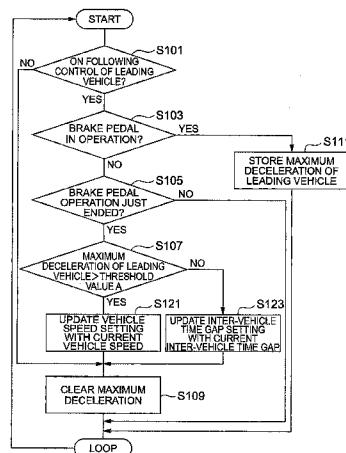 START
S101
ON FOLLOWING
CONTROL OF LEADING
VEHICLE?
NO
YES
S103
BRAKE PEDAL
IN OPERATION?
YES
S111
STORE MAXIMUM
DECELERATION OF
LEADING VEHICLE
NO
S105
BRAKE PEDAL
OPERATION JUST
ENDED?
NO
YES
S107
MAXIMUM
DECELERATION OF LEADING
VEHICLE>THRESHOLD
VALUE A
NO
YES
S121
UPDATE VEHICLE
SPEED SETTING
WITH CURRENT
VEHICLE SPEED
S123
UPDATE INTER-VEHICLE
TIME GAP SETTING
WITH CURRENT
INTER-VEHICLE TIME GAP
CLEAR MAXIMUM
DECELERATION
S109
LOOP